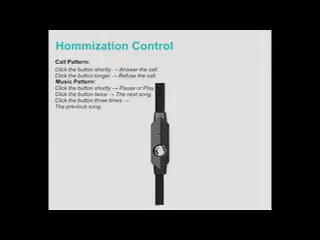 Hommization Control
Call Pattern:
Click the button shortly → Answer the call.
Click the button longer → Refuse the call.
Music Pattern:
Click the button shortly → Pause or Play.
Click the button twice → The next song.
Click the button three times →
The previous song.